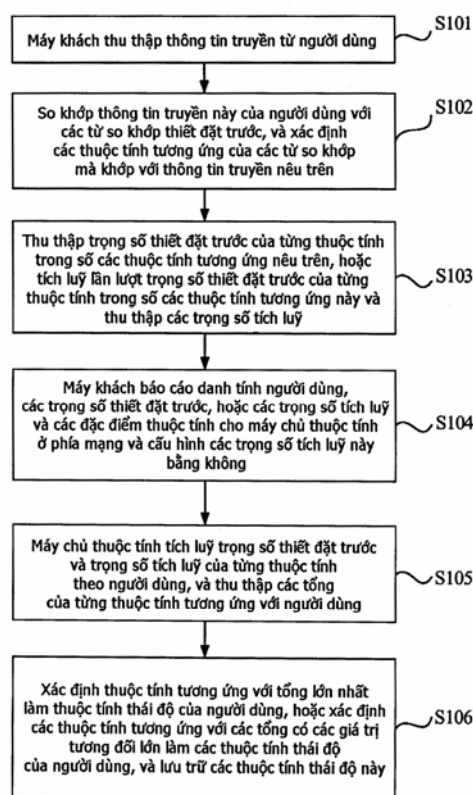 Máy khách thu thập thông tin truyền từ người dùng
S101
So khớp thông tin truyền này của người dùng với
các từ so khớp thiết đặt trước, và xác định
các thuộc tính tương ứng của các từ so khớp
mà khớp với thông tin truyền nêu trên
S102
Thu thập trọng số thiết đặt trước của từng thuộc tính
trong số các thuộc tính tương ứng nêu trên, hoặc
tích luỹ lần lượt trọng số thiết đặt trước của từng
thuộc tính trong số các thuộc tính tương ứng này và
thu thập các trọng số tích luỹ
S103
Máy khách báo cáo danh tính người dùng,
các trọng số thiết đặt trước, hoặc các trọng số tích luỹ
và các đặc điểm thuộc tính cho máy chủ thuộc tính
ở phía mạng và cấu hình các trọng số tích luỹ này
bằng không
S104
Máy chủ thuộc tính tích luỹ trọng số thiết đặt trước
và trọng số tích luỹ của từng thuộc tính
theo người dùng, và thu thập các tổng
của từng thuộc tính tương ứng với người dùng
S105
Xác định thuộc tính tương ứng với tổng lớn nhất
làm thuộc tính thái độ của người dùng, hoặc xác định
các thuộc tính tương ứng với các tổng có các giá trị
tương đối lớn làm các thuộc tính thái độ
của người dùng, và lưu trữ các thuộc tính thái độ này
S106